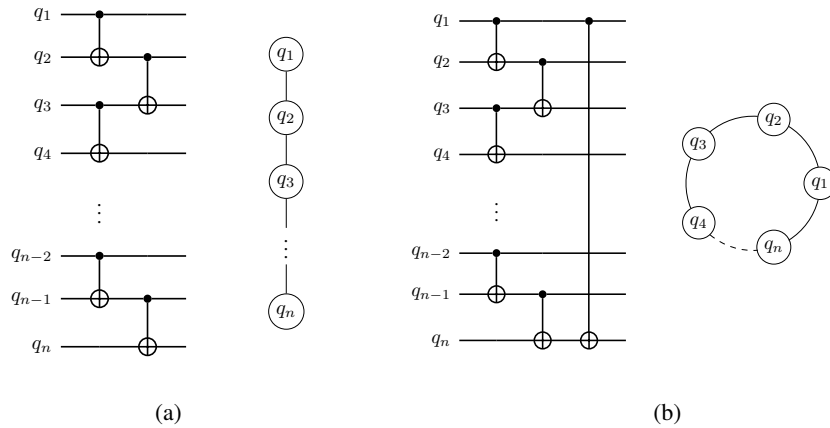 q₁
q₂
q₃
q₄
⋮
qₙ₋₂
qₙ₋₁
qₙ
q₁
q₂
q₃
⋮
qₙ
(a)
q₁
q₂
q₃
q₄
⋮
qₙ₋₂
qₙ₋₁
qₙ
q₂
q₃
q₁
q₄
qₙ
(b)